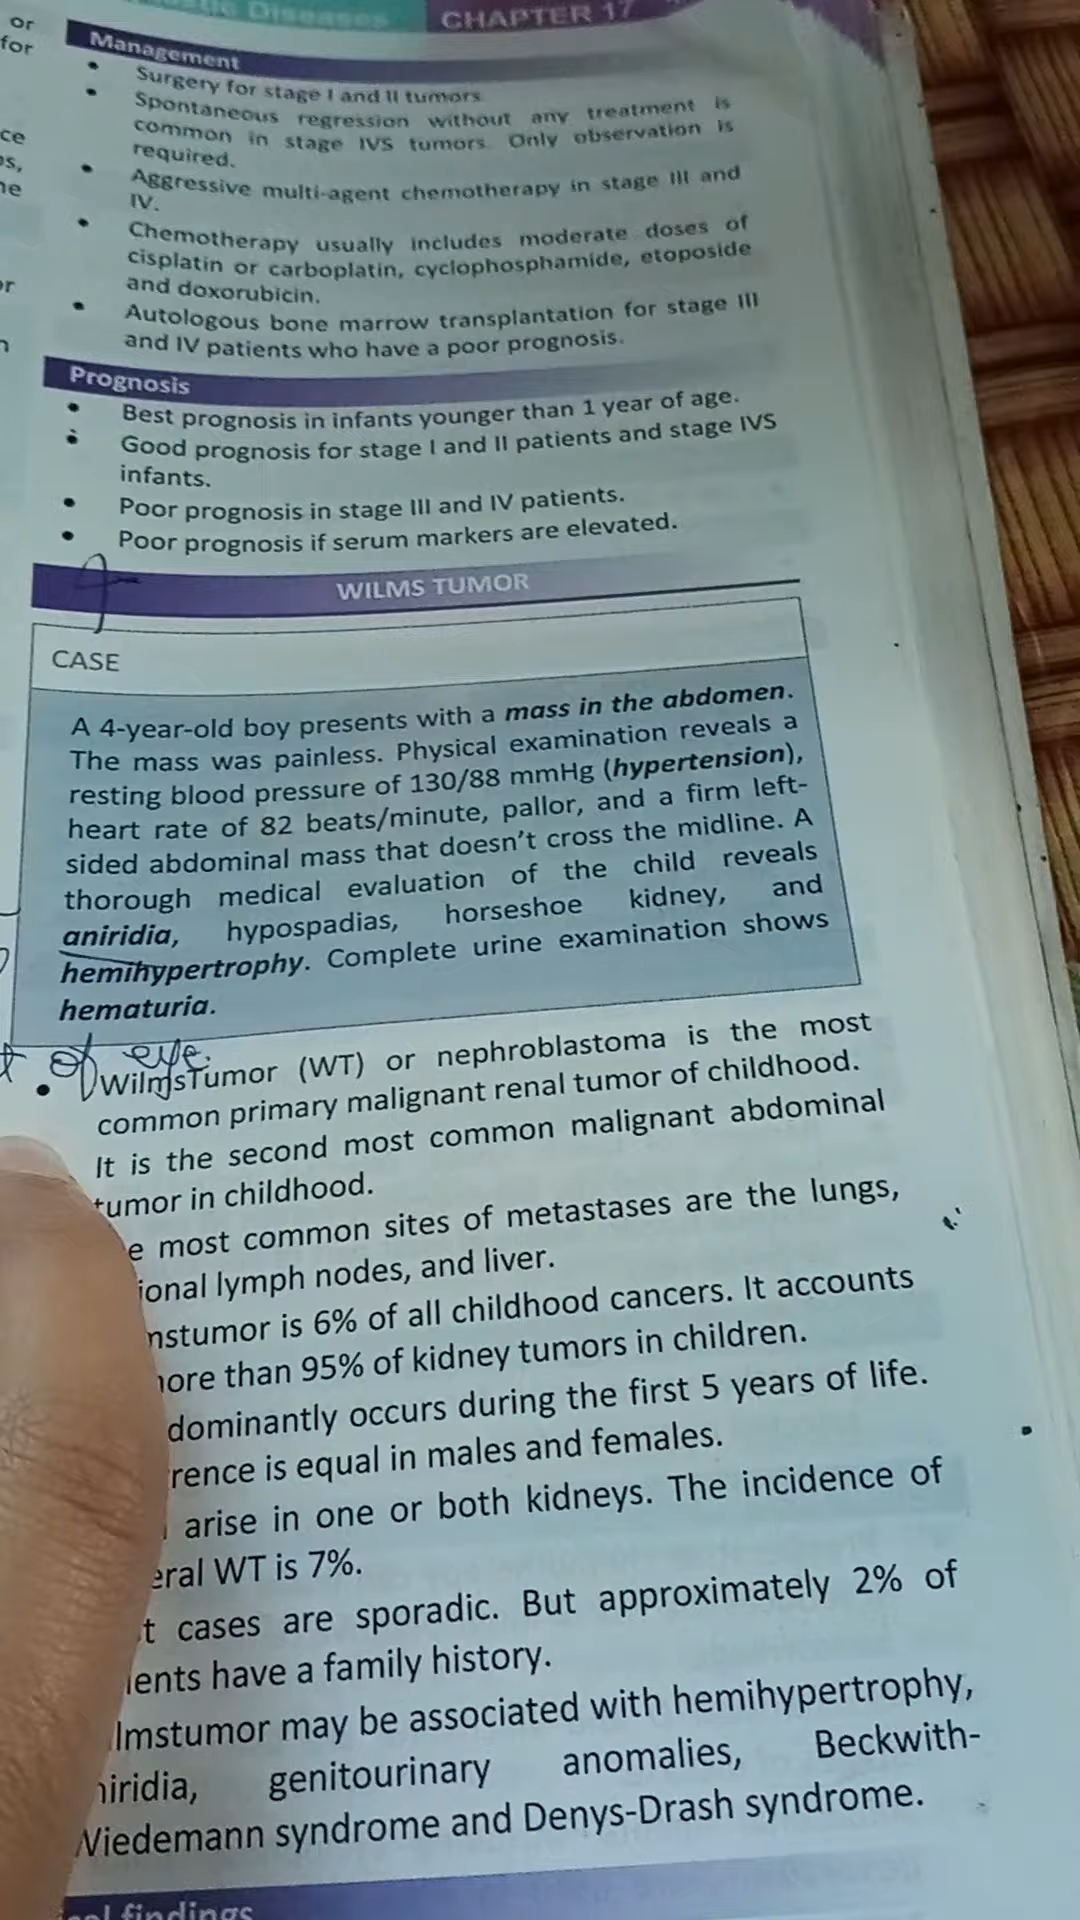 Diseases
CHAPTER 17
or
for
ce
ne
Management
• Surgery for stage I and II tumors
• Spontaneous regression without any treatment is
common in stage IVS tumors. Only observation is
required.
• Aggressive multi-agent chemotherapy in stage III and
IV.
• Chemotherapy usually includes moderate doses of
cisplatin or carboplatin, cyclophosphamide, etoposide
and doxorubicin.
• Autologous bone marrow transplantation for stage III
and IV patients who have a poor prognosis.
Prognosis
• Best prognosis in infants younger than 1 year of age.
• Good prognosis for stage I and II patients and stage IVS
infants.
• Poor prognosis in stage III and IV patients.
• Poor prognosis if serum markers are elevated.
WILMS TUMOR
CASE
A 4-year-old boy presents with a mass in the abdomen.
The mass was painless. Physical examination reveals a
resting blood pressure of 130/88 mmHg (hypertension),
heart rate of 82 beats/minute, pallor, and a firm left-
sided abdominal mass that doesn't cross the midline. A
thorough medical evaluation of the child reveals
aniridia, hypospadias, horseshoe kidney, and
hemihypertrophy. Complete urine examination shows
hematuria.
of eye.
• WilmsTumor (WT) or nephroblastoma is the most
common primary malignant renal tumor of childhood.
It is the second most common malignant abdominal
tumor in childhood.
e most common sites of metastases are the lungs,
ional lymph nodes, and liver.
mstumor is 6% of all childhood cancers. It accounts
ore than 95% of kidney tumors in children.
dominantly occurs during the first 5 years of life.
rence is equal in males and females.
arise in one or both kidneys. The incidence of
eral WT is 7%.
t cases are sporadic. But approximately 2% of
ients have a family history.
lmstumor may be associated with hemihypertrophy,
niridia, genitourinary anomalies, Beckwith-
Wiedemann syndrome and Denys-Drash syndrome.
findings